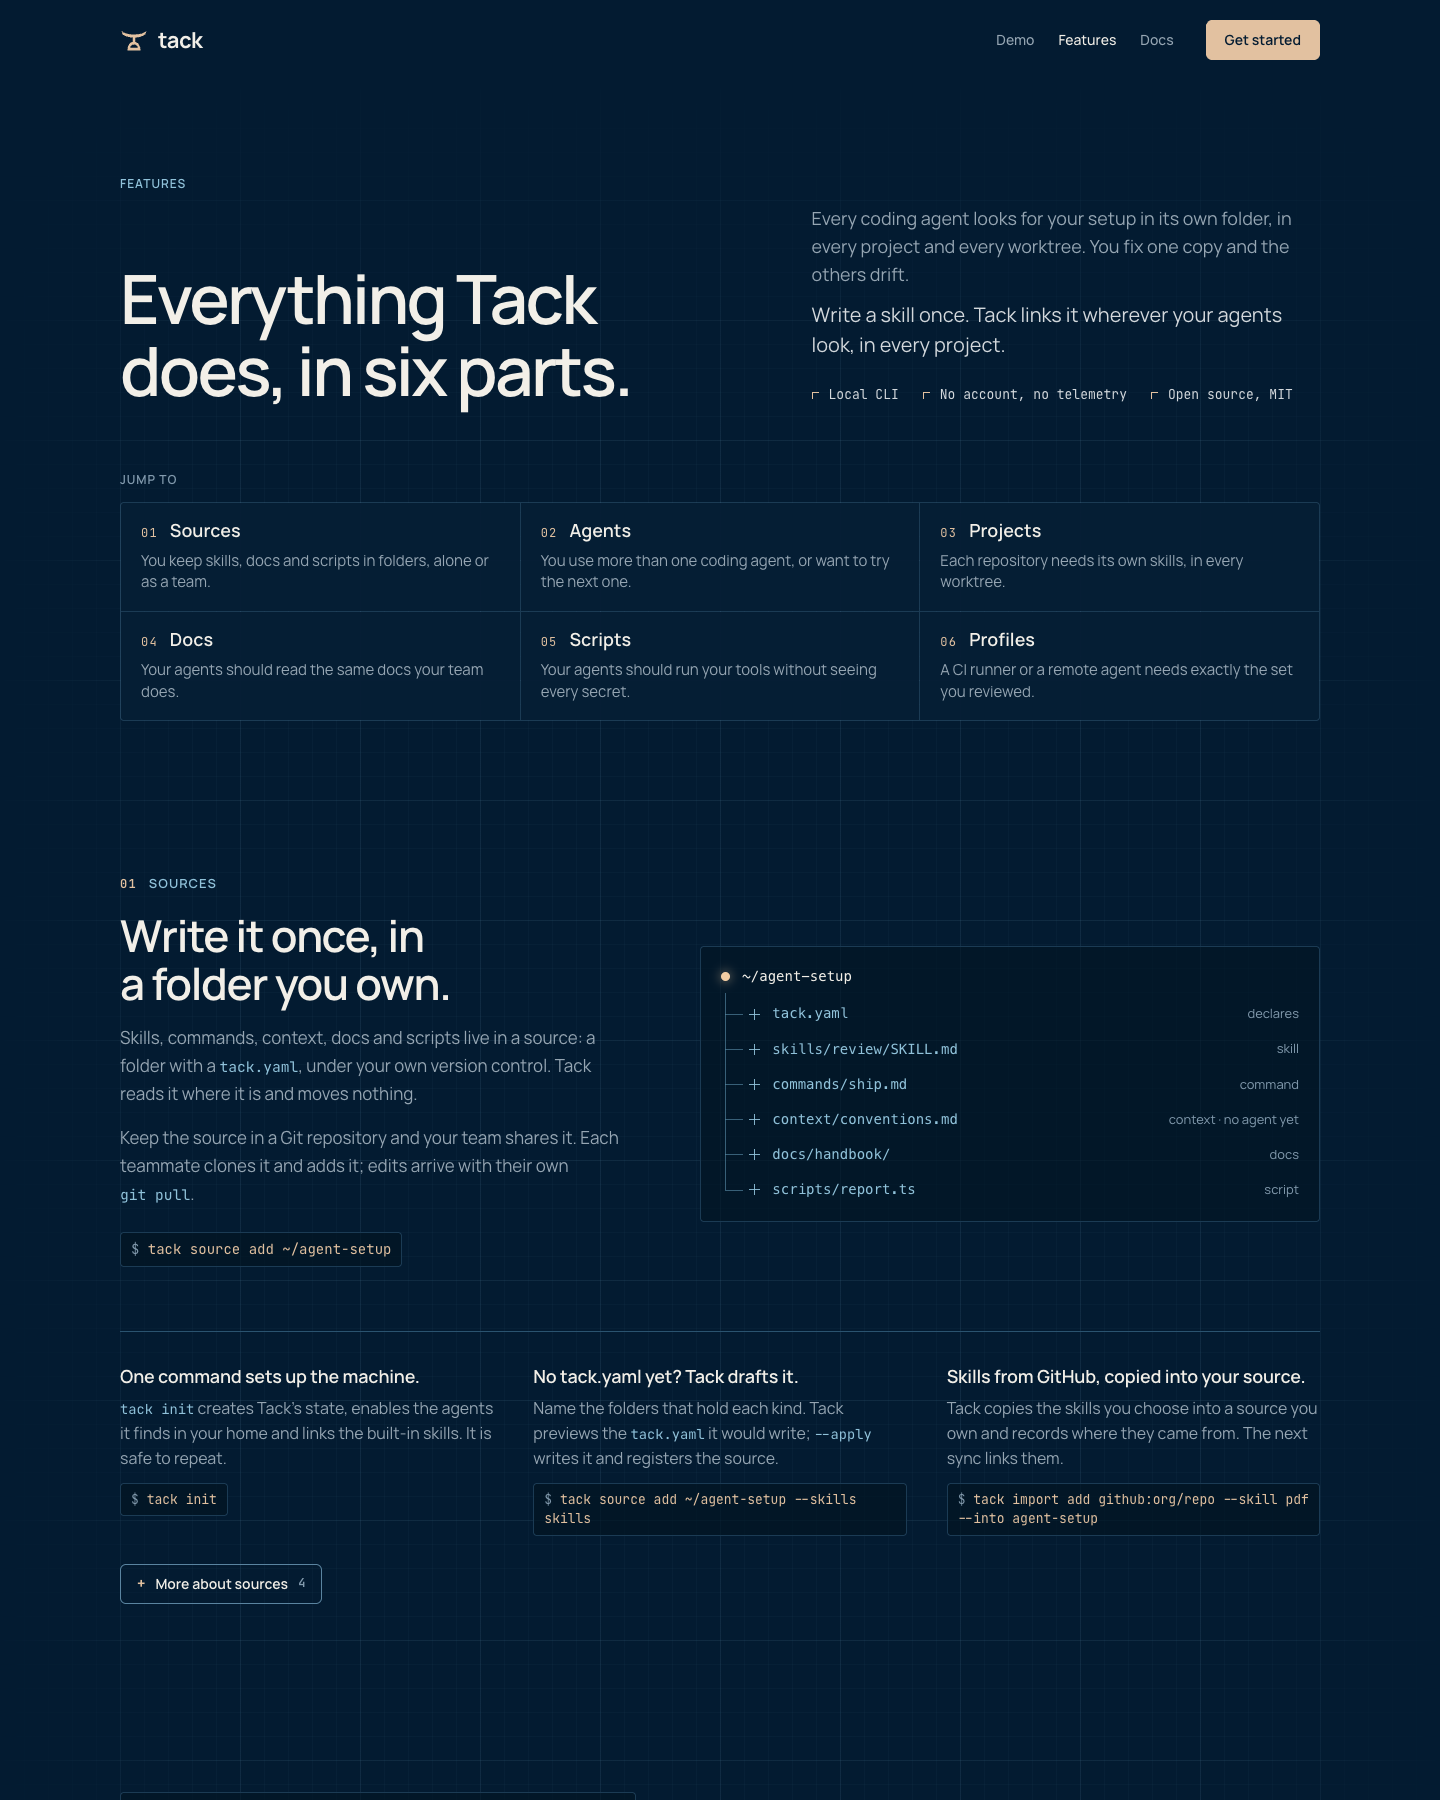 tack
Demo
Features
Docs
Get started
FEATURES
Everything Tack
does, in six parts.
Every coding agent looks for your setup in its own folder, in
every project and every worktree. You fix one copy and the
others drift.
Write a skill once. Tack links it wherever your agents
look, in every project.
Local CLI
No account, no telemetry
Open source, MIT
JUMP TO
01 Sources
You keep skills, docs and scripts in folders, alone or
as a team.
02 Agents
You use more than one coding agent, or want to try
the next one.
03 Projects
Each repository needs its own skills, in every
worktree.
04 Docs
Your agents should read the same docs your team
does.
05 Scripts
Your agents should run your tools without seeing
every secret.
06 Profiles
A CI runner or a remote agent needs exactly the set
you reviewed.
01 SOURCES
Write it once, in
a folder you own.
Skills, commands, context, docs and scripts live in a source: a
folder with a tack.yaml, under your own version control. Tack
reads it where it is and moves nothing.
Keep the source in a Git repository and your team shares it. Each
teammate clones it and adds it; edits arrive with their own
git pull.
$ tack source add ~/agent-setup
~/agent-setup
tack.yaml declares
skills/review/SKILL.md skill
commands/ship.md command
context/conventions.md context · no agent yet
docs/handbook/ docs
scripts/report.ts script
One command sets up the machine.
tack init creates Tack's state, enables the agents
it finds in your home and links the built-in skills. It is
safe to repeat.
$ tack init
No tack.yaml yet? Tack drafts it.
Name the folders that hold each kind. Tack
previews the tack.yaml it would write; --apply
writes it and registers the source.
$ tack source add ~/agent-setup --skills
skills
Skills from GitHub, copied into your source.
Tack copies the skills you choose into a source you
own and records where they came from. The next
sync links them.
$ tack import add github:org/repo --skill pdf
--into agent-setup
+ More about sources 4